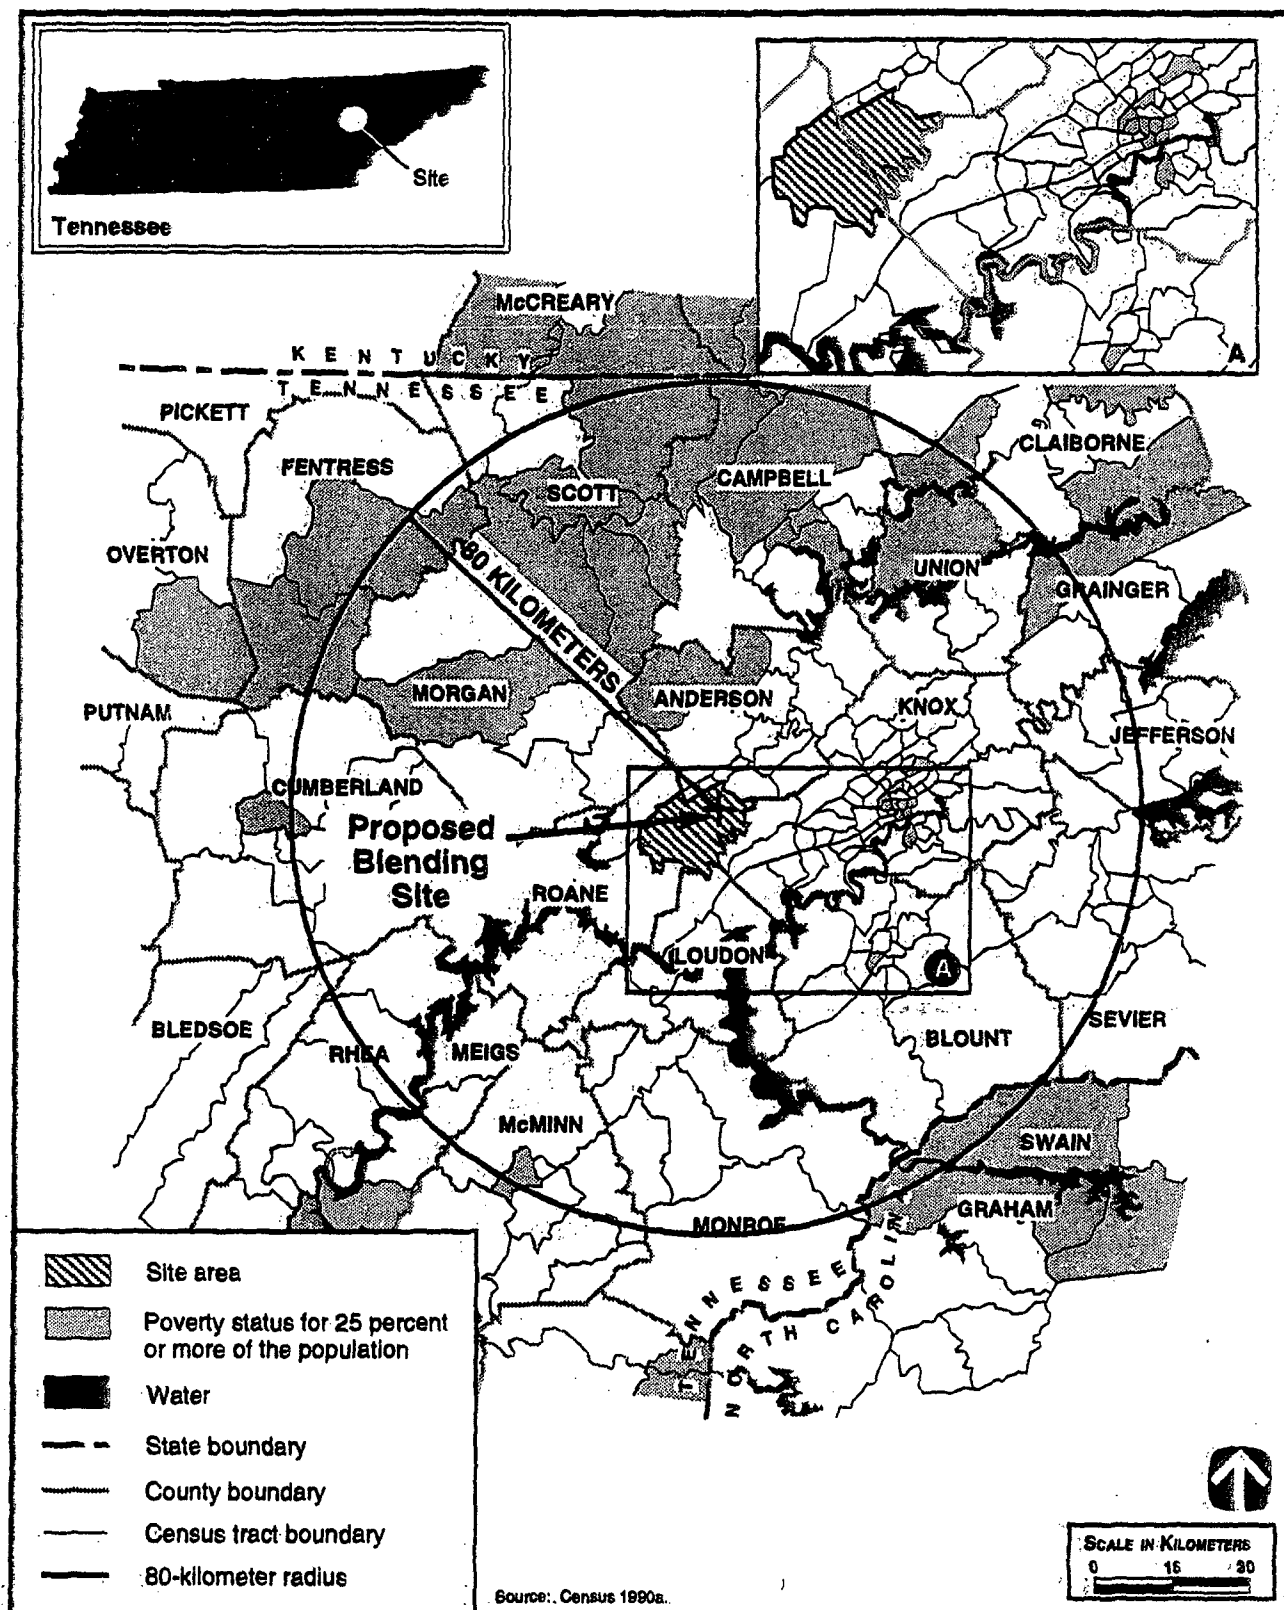 Site
Tennessee
A
McCREARY
KENTUCKY
TENNESSEE
PICKETT
CLAIBORNE
FENTRESS
CAMPBELL
SCOTT
OVERTON
80 KILOMETERS
UNION
GRAINGER
MORGAN
ANDERSON
KNOX
PUTNAM
JEFFERSON
CUMBERLAND
Proposed
Blending
Site
ROANE
LOUDON
A
BLEDSOE
RHEA
MEIGS
BLOUNT
SEVIER
McMINN
SWAIN
GRAHAM
MONROE
TENNESSEE
NORTH CAROLIN
Site area
Poverty status for 25 percent
or more of the population
Water
State boundary
County boundary
Census tract boundary
80-kilometer radius
SCALE IN KILOMETERS
0 15 30
Source: Census 1990a.